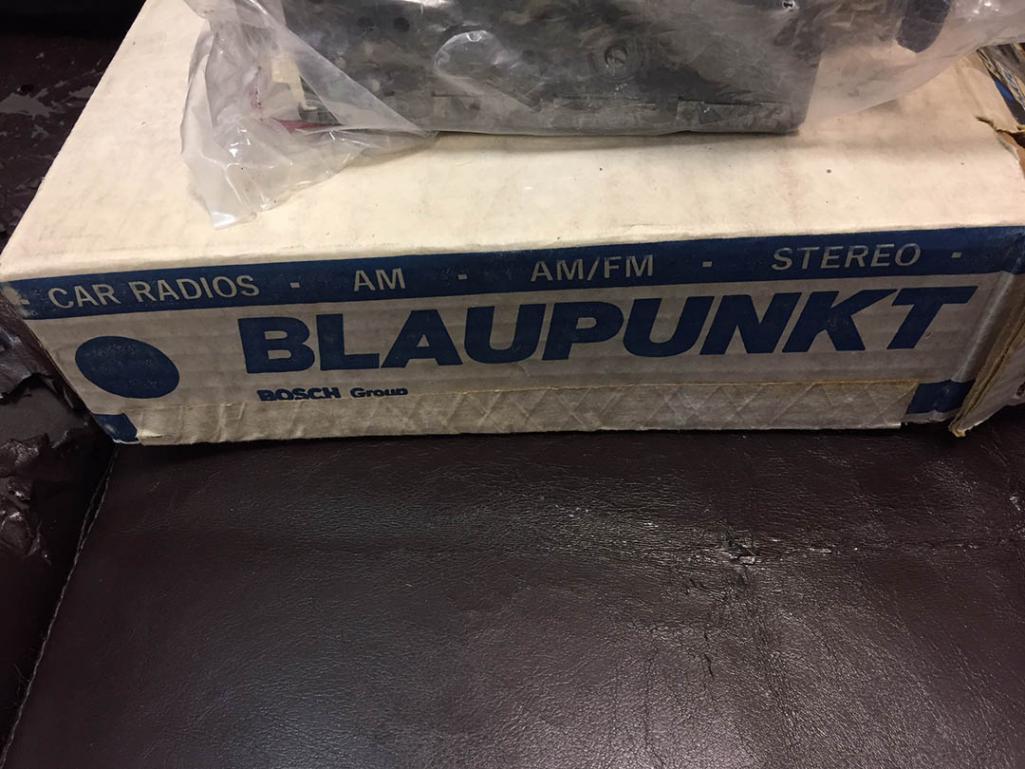 CAR RADIOS · AM · AM/FM · STEREO ·
BLAUPUNKT
BOSCH Group